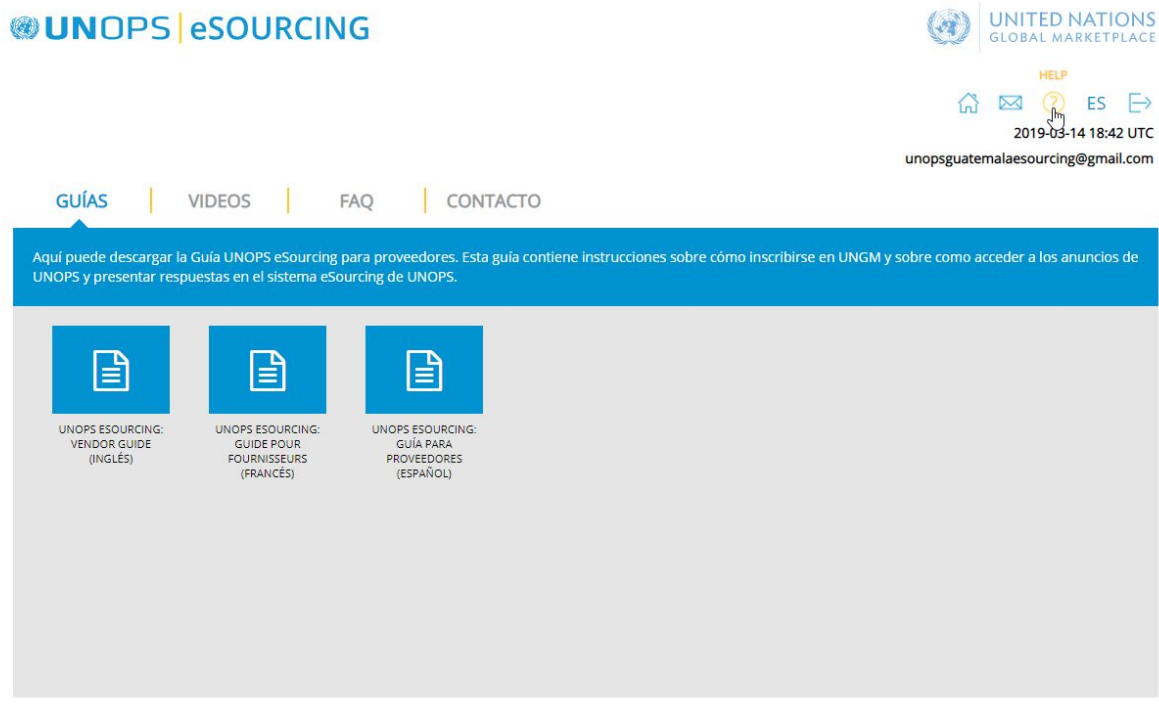 UNOPS eSOURCING
UNITED NATIONS
GLOBAL MARKETPLACE
HELP
ES
2019-03-14 18:42 UTC
unopsguatemalaesourcing@gmail.com
GUÍAS VIDEOS FAQ CONTACTO
Aquí puede descargar la Guía UNOPS eSourcing para proveedores. Esta guía contiene instrucciones sobre cómo inscribirse en UNGM y sobre como acceder a los anuncios de
UNOPS y presentar respuestas en el sistema eSourcing de UNOPS.
UNOPS ESOURCING:
VENDOR GUIDE
(INGLÉS)
UNOPS ESOURCING:
GUIDE POUR
FOURNISSEURS
(FRANCÉS)
UNOPS ESOURCING:
GUÍA PARA
PROVEEDORES
(ESPAÑOL)